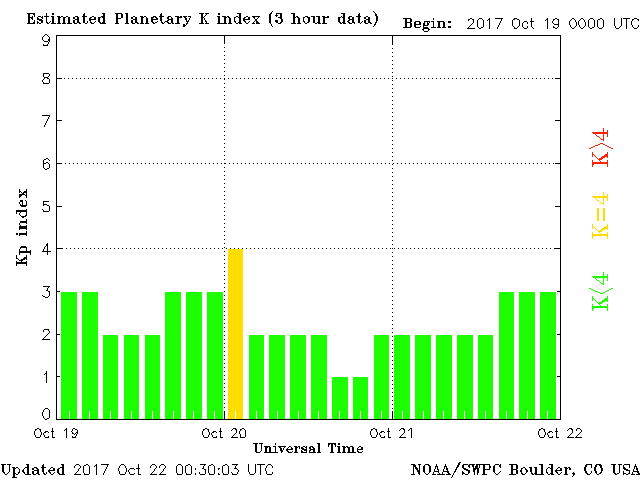 Estimated Planetary K index (3 hour data) Begin: 2017 Oct 19 0000 UTC
9
8
7
6
5
4
3
2
1
0
Kp index
K>4
K=4
K<4
Oct 19 Oct 20 Oct 21 Oct 22
Universal Time
Updated 2017 Oct 22 00:30:03 UTC NOAA/SWPC Boulder, CO USA